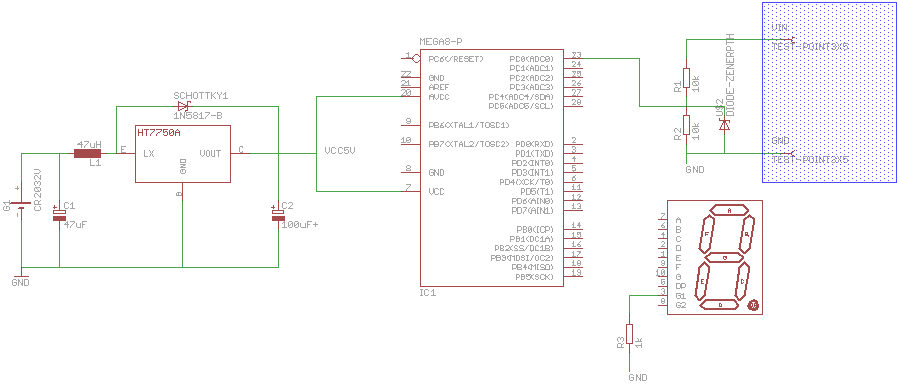 MEGA8-P
1
PC6(/RESET)
22
GND
21
AREF
20
AVCC
9
PB6(XTAL1/TOSC1)
10
PB7(XTAL2/TOSC2)
8
GND
7
VCC
PC0(ADC0)
23
PC1(ADC1)
24
PC2(ADC2)
25
PC3(ADC3)
26
PC4(ADC4/SDA)
27
PC5(ADC5/SCL)
28
PD0(RXD)
2
PD1(TXD)
3
PD2(INT0)
4
PD3(INT1)
5
PD4(XCK/T0)
6
PD5(T1)
11
PD6(AIN0)
12
PD7(AIN1)
13
PB0(ICP)
14
PB1(OC1A)
15
PB2(SS/OC1B)
16
PB3(MOSI/OC2)
17
PB4(MISO)
18
PB5(SCK)
19
IC1
SCHOTTKY1
1N5817-B
HT7750A
LX
VOUT
GND
E
C
B
47uH
L1
G1
CR2032V
+
-
C1
47uF
C2
100uF+
GND
VCC5V
R1
10k
R2
10k
GND
DIODE-ZENERPTH
VIN
TEST-POINT3X5
GND
TEST-POINT3X5
7
A
6
B
4
C
2
D
1
E
9
F
10
G
5
DP
3
G1
8
G2
A
F
B
G
E
C
D
R3
1k
GND